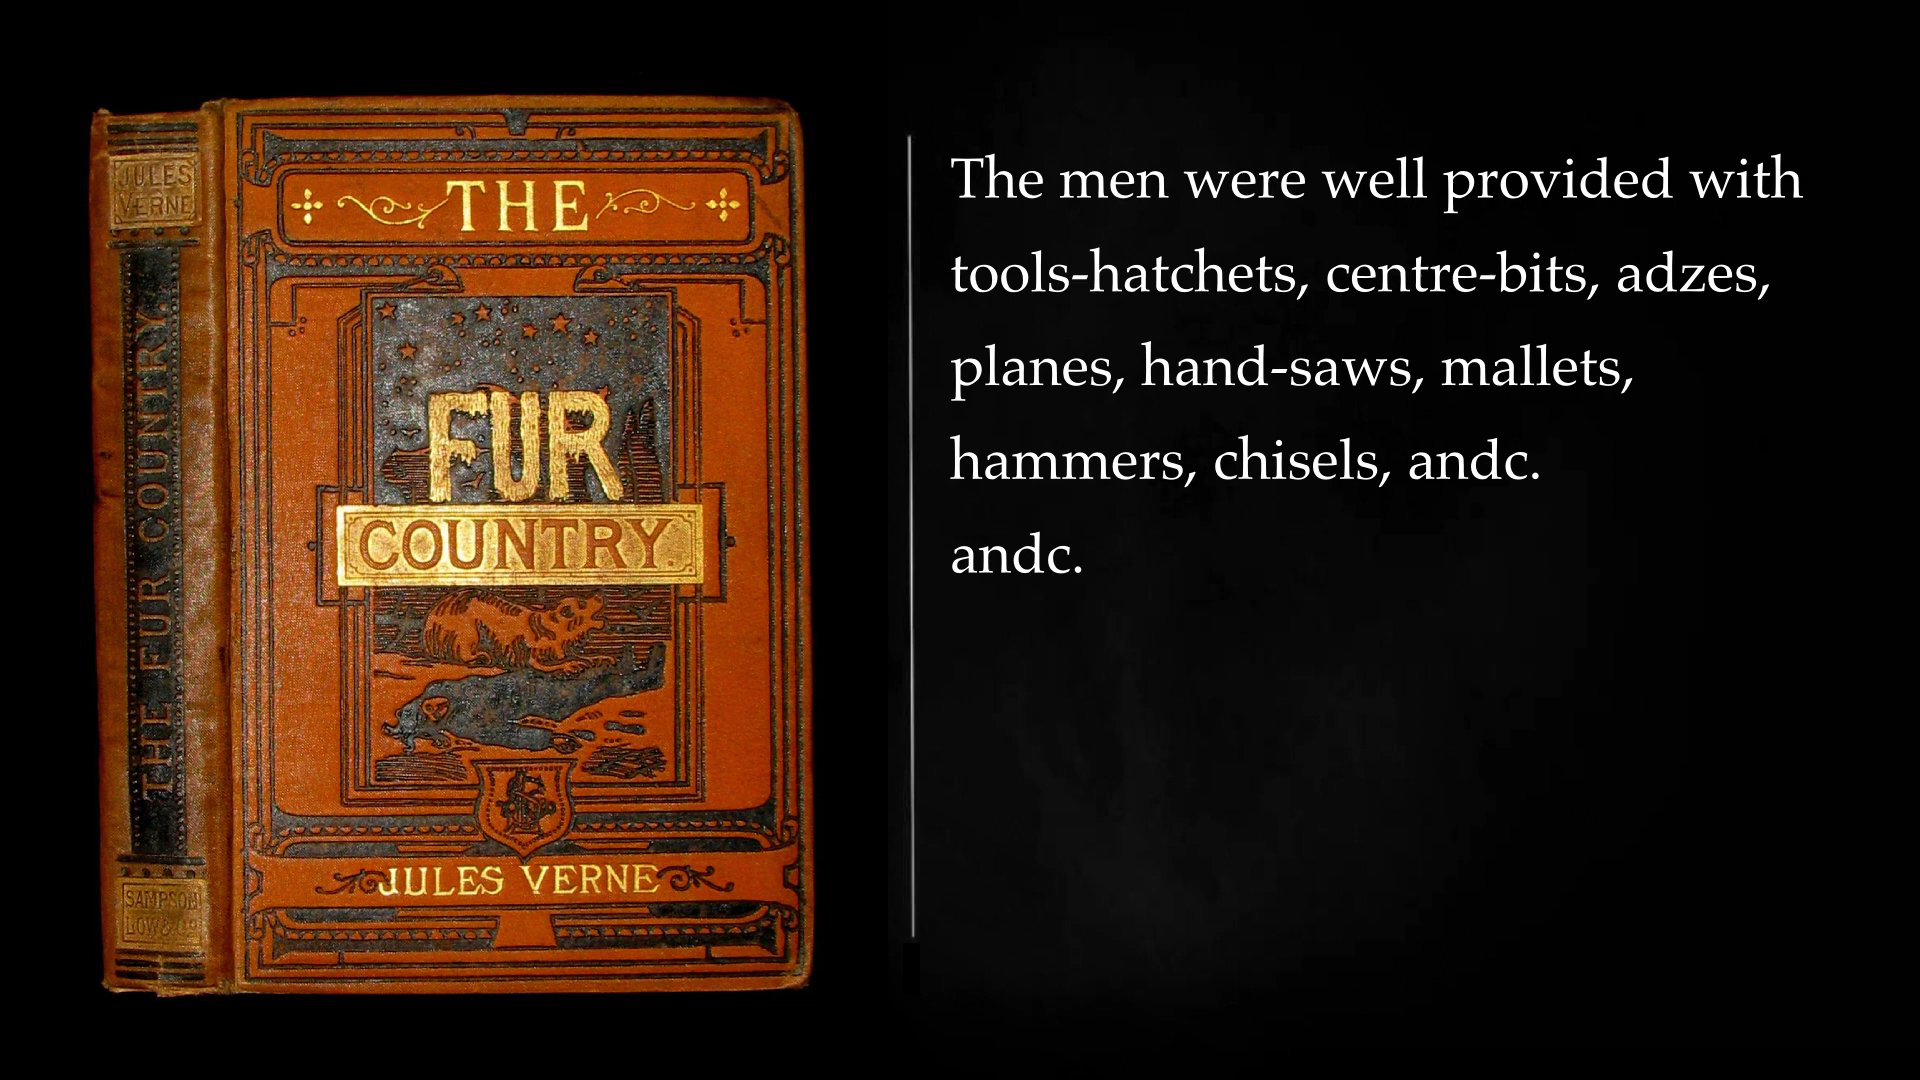 JULES
VERNE
THE FUR COUNTRY.
SAMPSON
LOW & Co
THE
FUR
COUNTRY.
JULES VERNE
The men were well provided with
tools-hatchets, centre-bits, adzes,
planes, hand-saws, mallets,
hammers, chisels, andc.
andc.